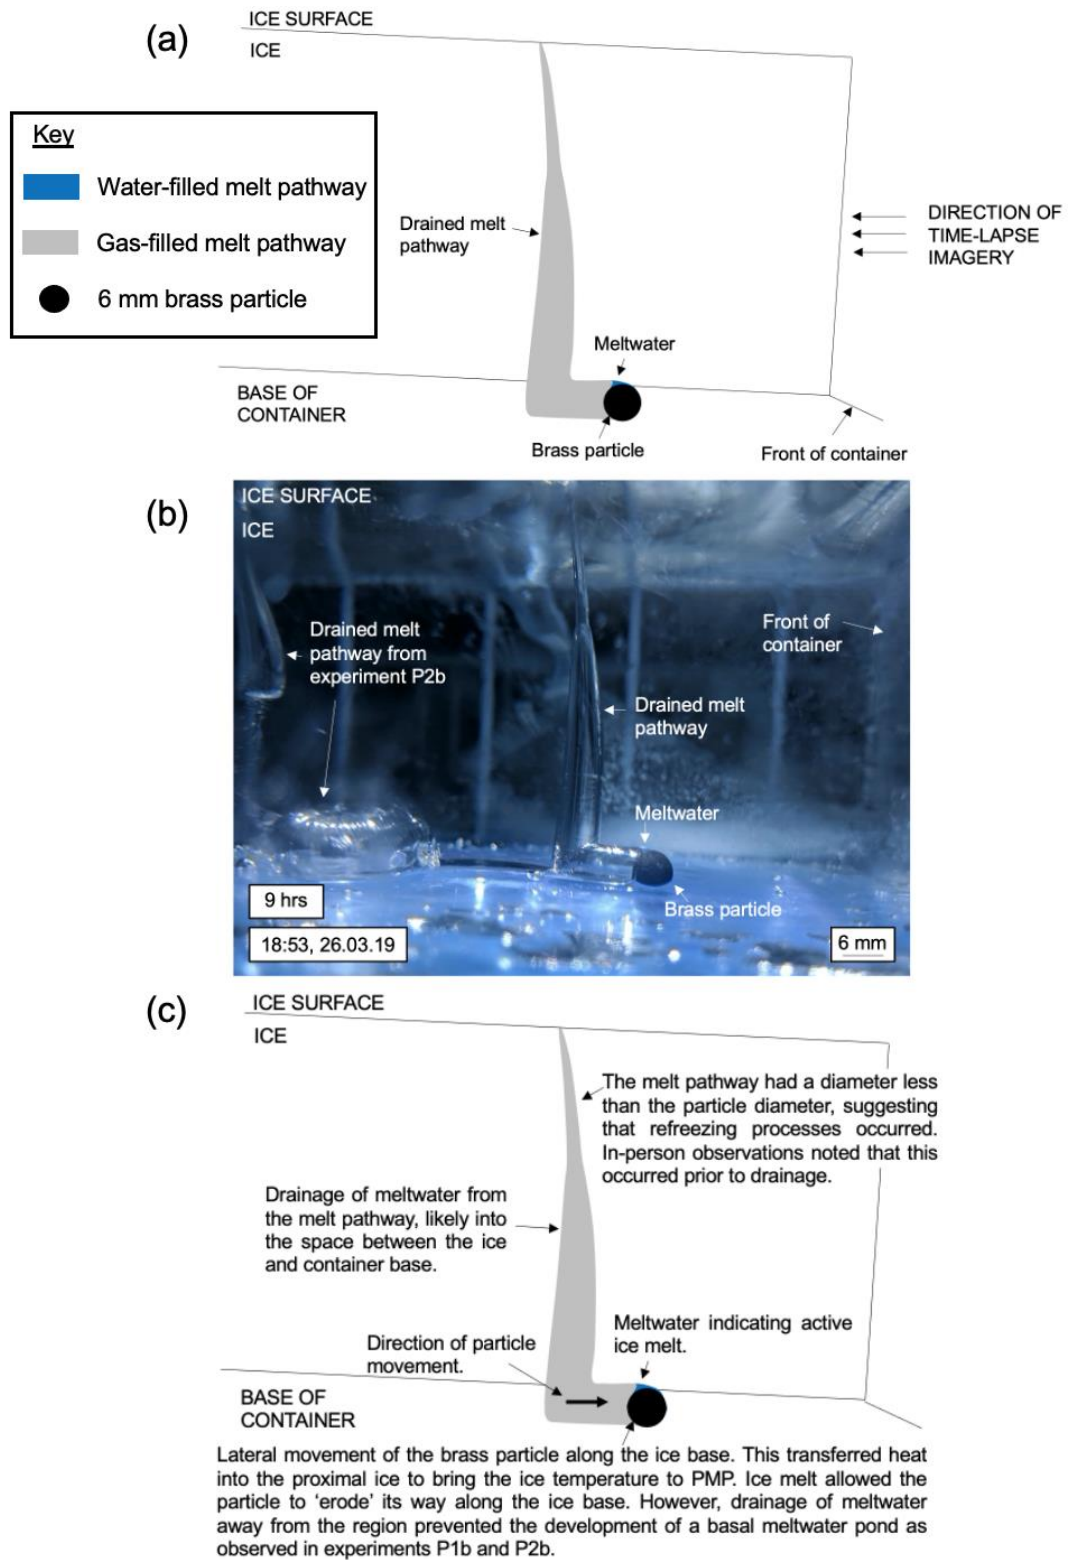 (a)
ICE SURFACE
ICE
Key
Water-filled melt pathway
Gas-filled melt pathway
6 mm brass particle
Drained melt
pathway
DIRECTION OF
TIME-LAPSE
IMAGERY
Meltwater
BASE OF
CONTAINER
Brass particle
Front of container
(b)
ICE SURFACE
ICE
Drained melt
pathway from
experiment P2b
Front of
container
Drained melt
pathway
Meltwater
Brass particle
9 hrs
18:53, 26.03.19
6 mm
(c)
ICE SURFACE
ICE
The melt pathway had a diameter less
than the particle diameter, suggesting
that refreezing processes occurred.
In-person observations noted that this
occurred prior to drainage.
Drainage of meltwater from
the melt pathway, likely into
the space between the ice
and container base.
Meltwater indicating active
ice melt.
Direction of particle
movement.
BASE OF
CONTAINER
Lateral movement of the brass particle along the ice base. This transferred heat
into the proximal ice to bring the ice temperature to PMP. Ice melt allowed the
particle to ‘erode’ its way along the ice base. However, drainage of meltwater
away from the region prevented the development of a basal meltwater pond as
observed in experiments P1b and P2b.